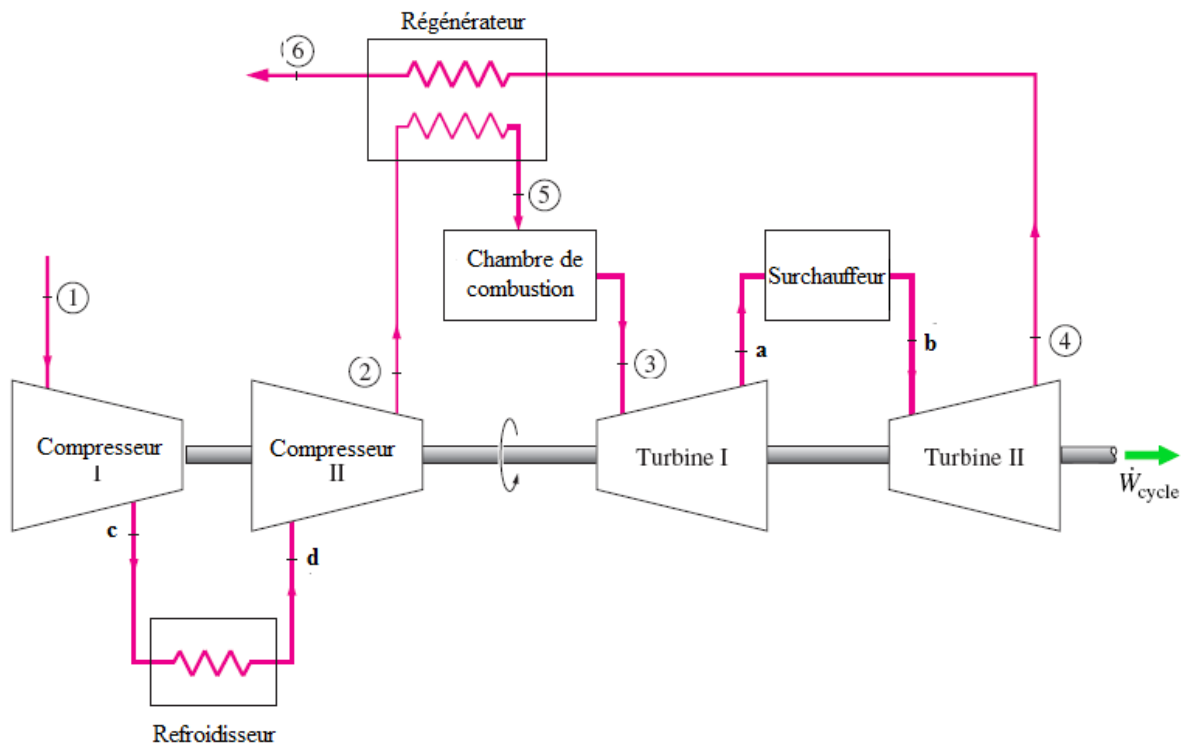 Régénérateur
6
5
Chambre de
combustion
Surchauffeur
1
2
3
a
b
4
Compresseur
I
Compresseur
II
Turbine I
Turbine II
Ẇcycle
c
d
Refroidisseur